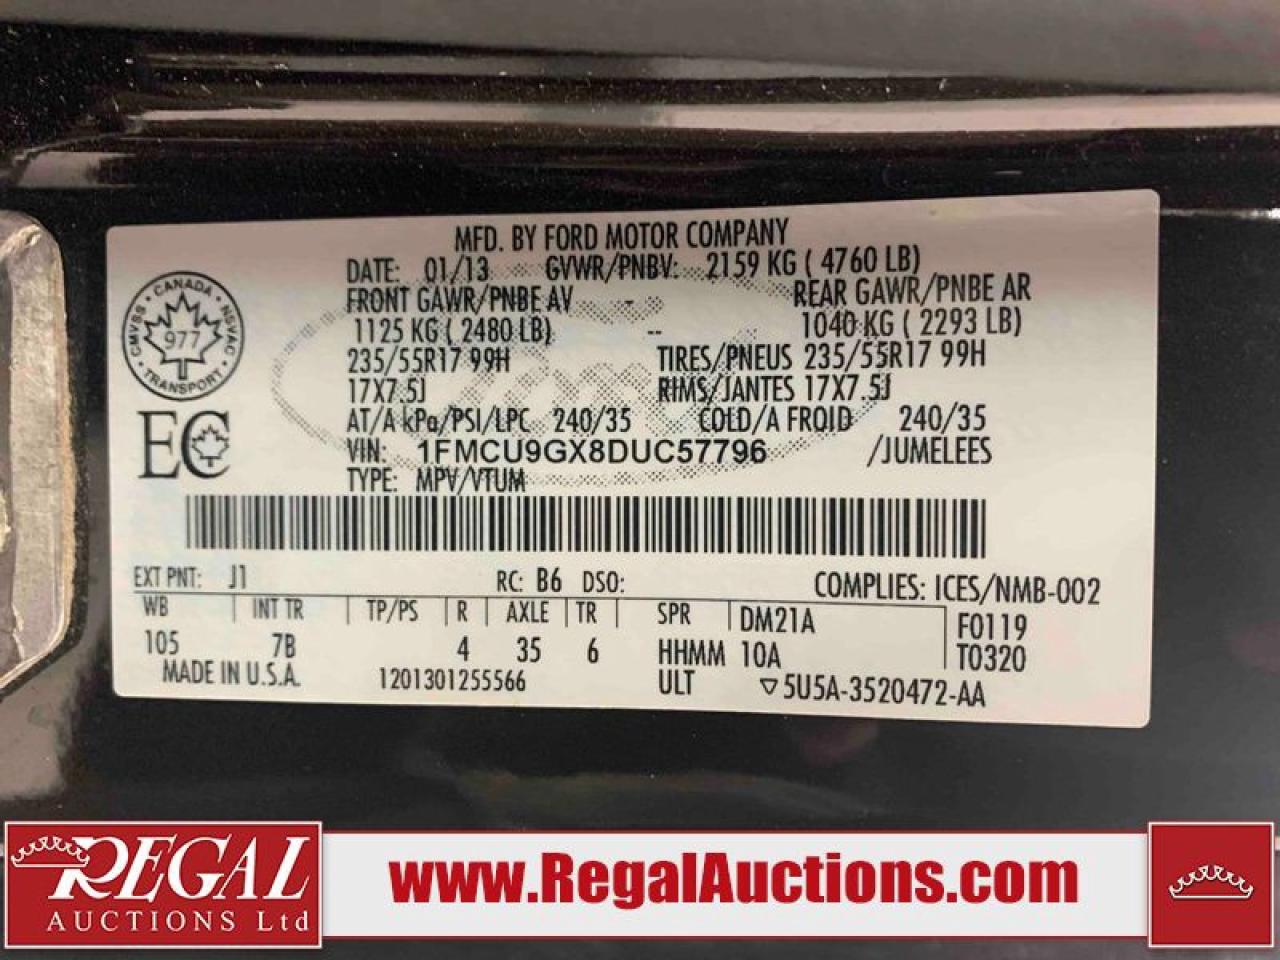 MFD. BY FORD MOTOR COMPANY
DATE: 01/13 GVWR/PNBV: 2159 KG ( 4760 LB)
FRONT GAWR/PNBE AV - REAR GAWR/PNBE AR
1125 KG ( 2480 LB) -- 1040 KG ( 2293 LB)
235/55R17 99H TIRES/PNEUS 235/55R17 99H
17X7.5J RIMS/JANTES 17X7.5J
AT/A kPa/PSI/LPC 240/35 COLD/A FROID 240/35
VIN: 1FMCU9GX8DUC57796 /JUMELEES
TYPE: MPV/VTUM
CANADA
CMVSS • NSVAC
977
TRANSPORT
EC
EXT PNT: J1 RC: B6 DSO: COMPLIES: ICES/NMB-002
WB | INT TR | TP/PS | R | AXLE | TR | SPR | DM21A F0119
105 7B 4 35 6 HHMM 10A T0320
MADE IN U.S.A. 1201301255566 ULT ▽5U5A-3520472-AA
REGAL
AUCTIONS Ltd
www.RegalAuctions.com